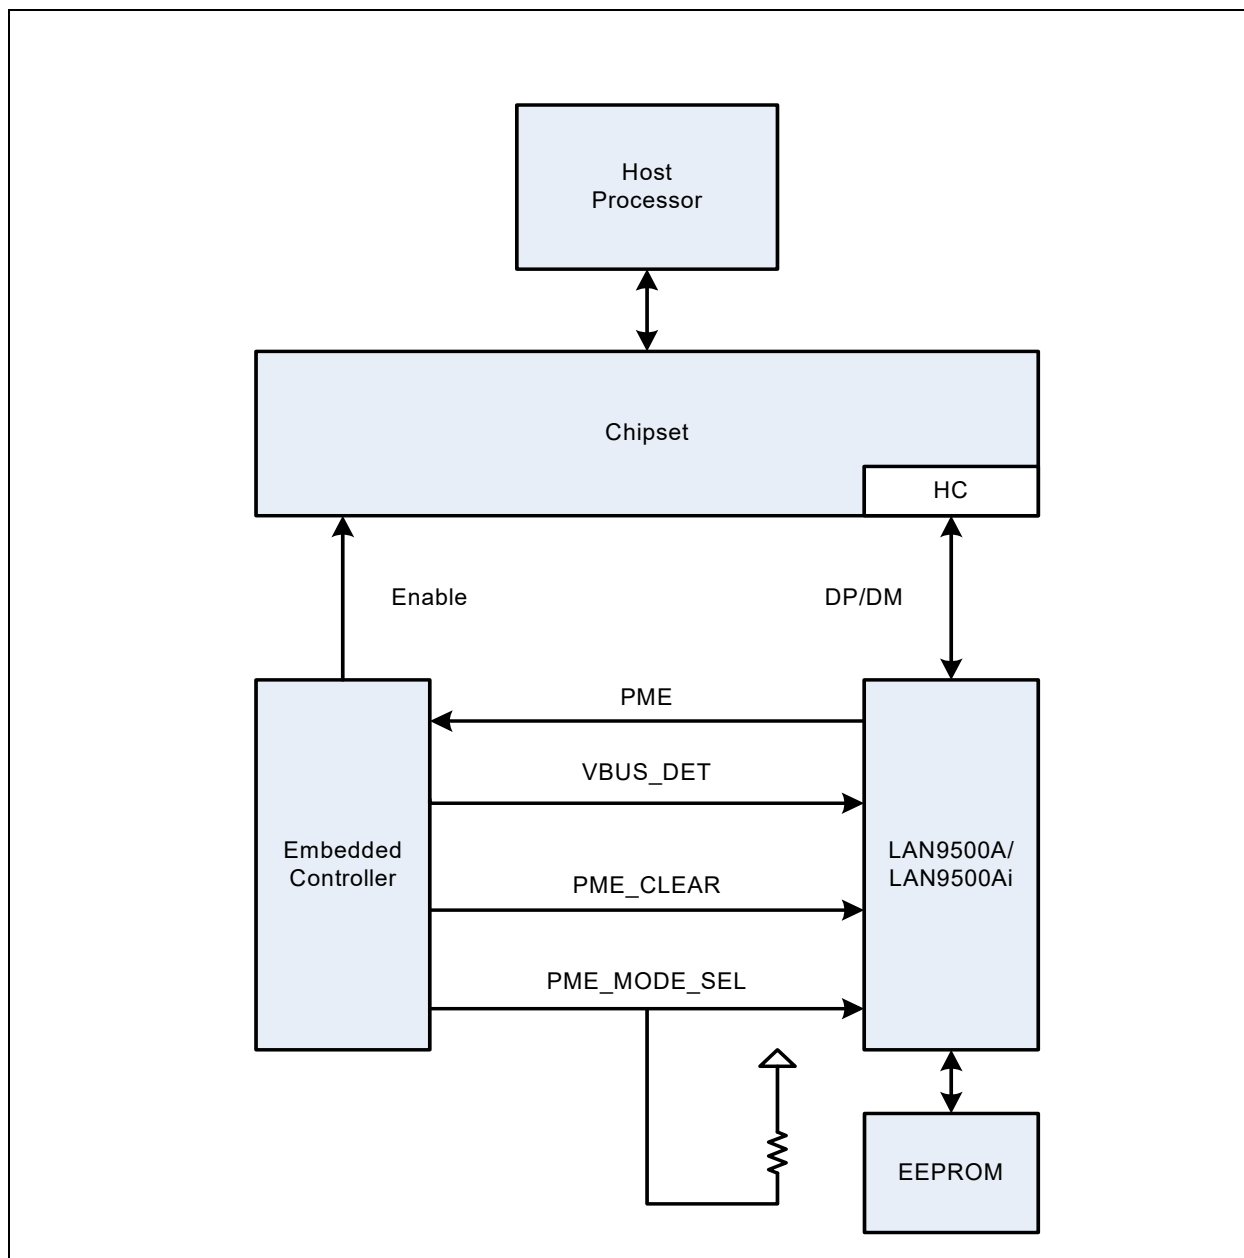 Host
Processor
Chipset
HC
Enable
DP/DM
PME
VBUS_DET
Embedded
Controller
LAN9500A/
LAN9500Ai
PME_CLEAR
PME_MODE_SEL
EEPROM